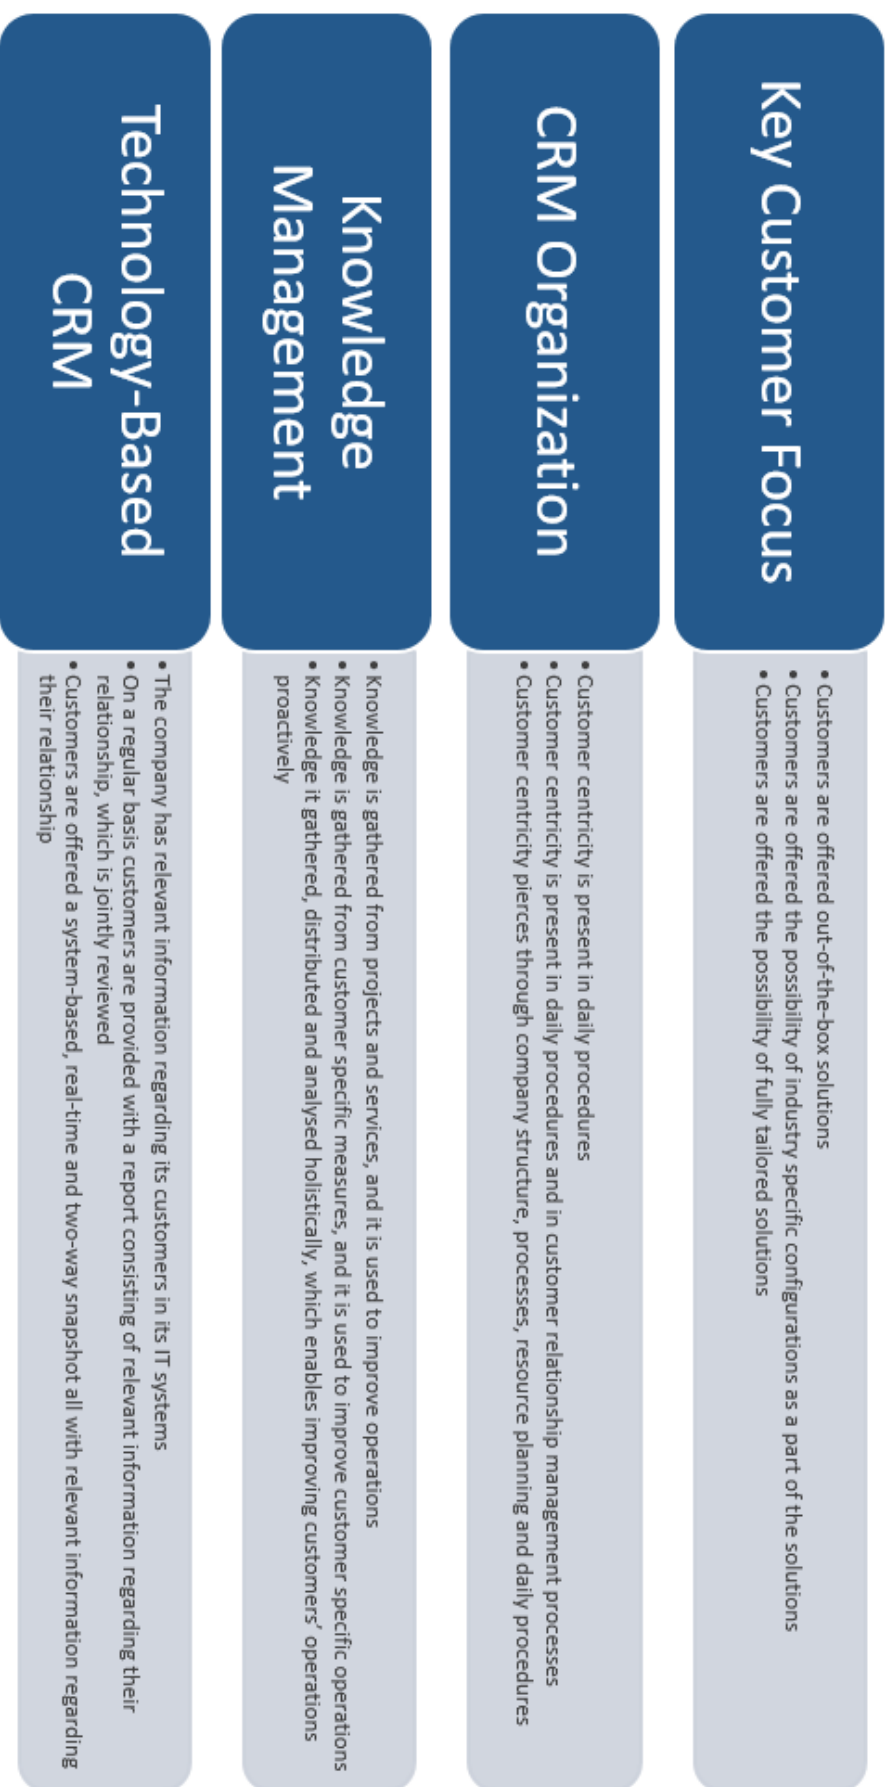 Key Customer Focus
• Customers are offered out-of-the-box solutions
• Customers are offered the possibility of industry specific configurations as a part of the solutions
• Customers are offered the possibility of fully tailored solutions
CRM Organization
• Customer centricity is present in daily procedures
• Customer centricity is present in daily procedures and in customer relationship management processes
• Customer centricity pierces through company structure, processes, resource planning and daily procedures
Knowledge
Management
• Knowledge is gathered from projects and services, and it is used to improve operations
• Knowledge is gathered from customer specific measures, and it is used to improve customer specific operations
• Knowledge it gathered, distributed and analysed holistically, which enables improving customers' operations
proactively
Technology-Based
CRM
• The company has relevant information regarding its customers in its IT systems
• On a regular basis customers are provided with a report consisting of relevant information regarding their
relationship, which is jointly reviewed
• Customers are offered a system-based, real-time and two-way snapshot all with relevant information regarding
their relationship